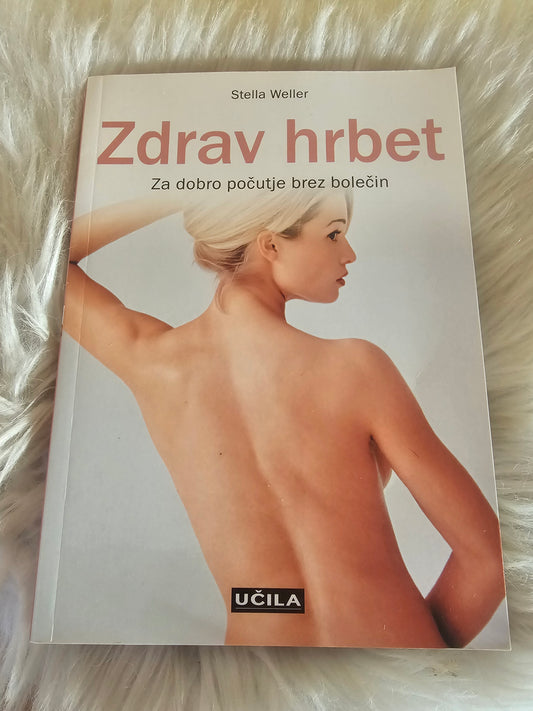 Stella Weller
Zdrav hrbet
Za dobro počutje brez bolečin
UČILA